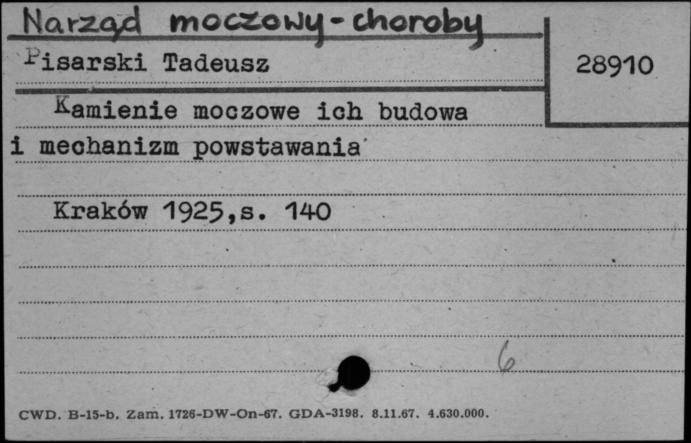 Narząd moczowy - choroby
Pisarski Tadeusz
28910
Kamienie moczowe ich budowa
i mechanizm powstawania
Kraków 1925,s. 140
6
CWD. B-15-b. Zam. 1726-DW-On-67. GDA-3198. 8.11.67. 4.630.000.